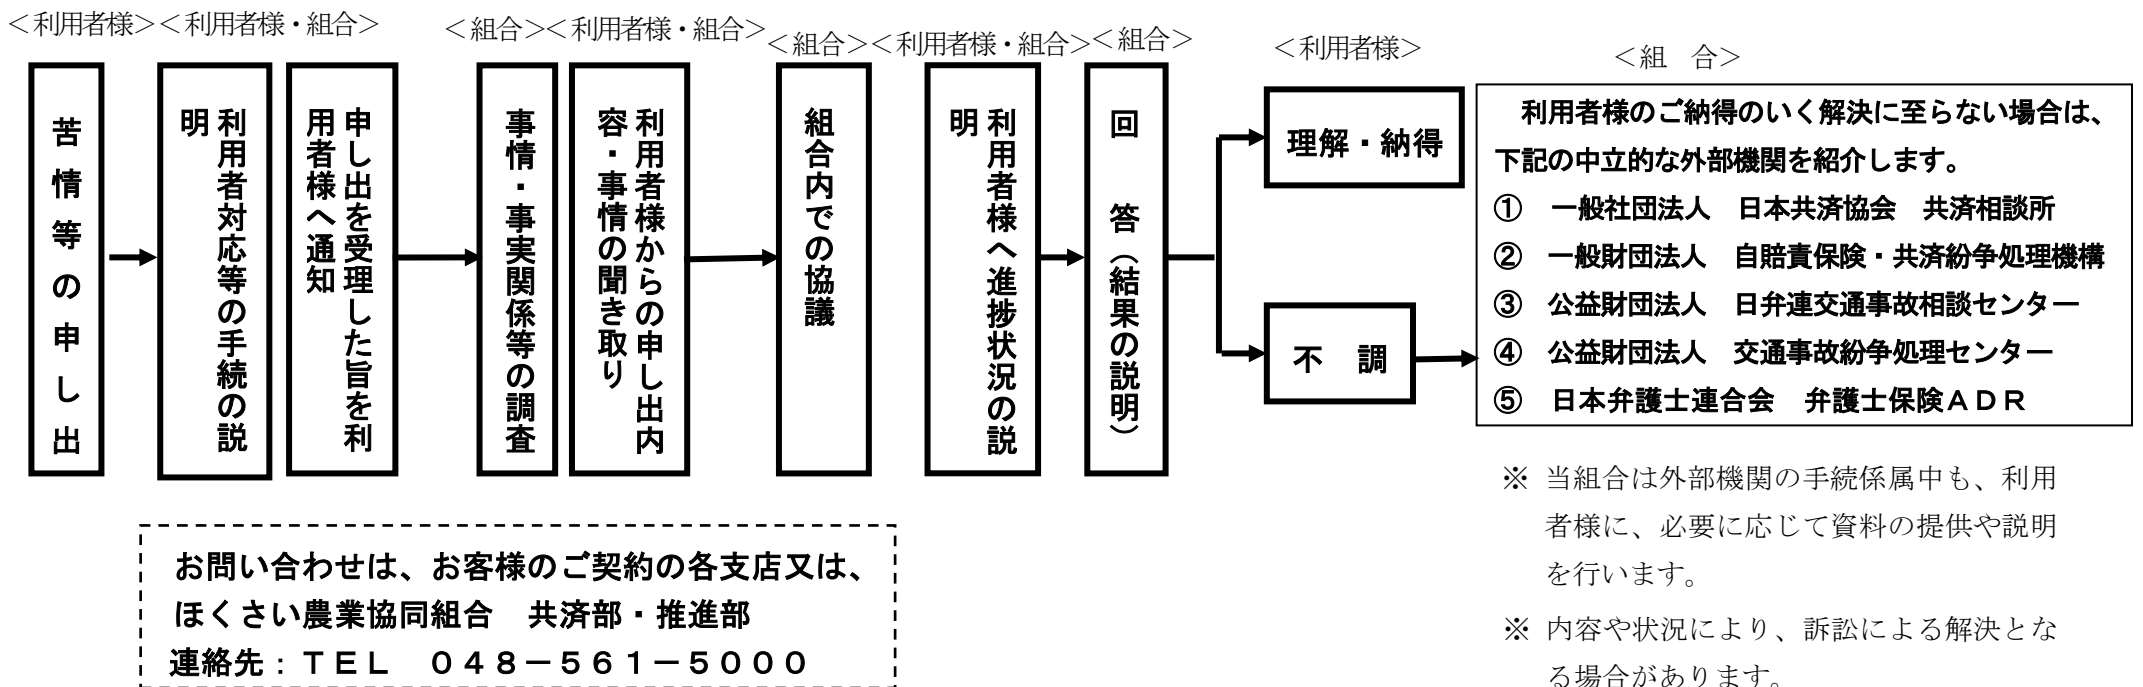 ＜利用者様＞＜利用者様・組合＞
＜組合＞＜利用者様・組合＞
＜組合＞＜利用者様・組合＞＜組合＞
＜利用者様＞
＜組　合＞
苦情等の申し出
利用者対応等の手続の説
明
申し出を受理した旨を利
用者様へ通知
事情・事実関係等の調査
利用者様からの申し出内
容・事情の聞き取り
組合内での協議
利用者様へ進捗状況の説
明
回　答（結果の説明）
理解・納得
不　調
利用者様のご納得のいく解決に至らない場合は、
下記の中立的な外部機関を紹介します。
①　一般社団法人　日本共済協会　共済相談所
②　一般財団法人　自賠責保険・共済紛争処理機構
③　公益財団法人　日弁連交通事故相談センター
④　公益財団法人　交通事故紛争処理センター
⑤　日本弁護士連合会　弁護士保険ＡＤＲ
※ 当組合は外部機関の手続係属中も、利用
者様に、必要に応じて資料の提供や説明
を行います。
※ 内容や状況により、訴訟による解決とな
る場合があります。
お問い合わせは、お客様のご契約の各支店又は、
ほくさい農業協同組合　共済部・推進部
連絡先：ＴＥＬ　０４８－５６１－５０００